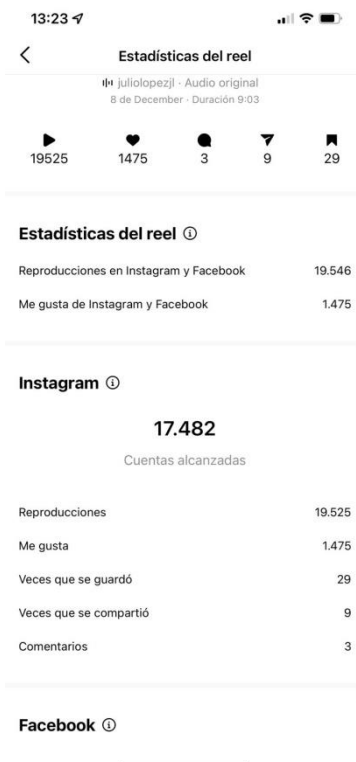 13:23
Estadísticas del reel
juliolopezjl · Audio original
8 de December · Duración 9:03
19525 1475 3 9 29
Estadísticas del reel
Reproducciones en Instagram y Facebook 19.546
Me gusta de Instagram y Facebook 1.475
Instagram
17.482
Cuentas alcanzadas
Reproducciones 19.525
Me gusta 1.475
Veces que se guardó 29
Veces que se compartió 9
Comentarios 3
Facebook